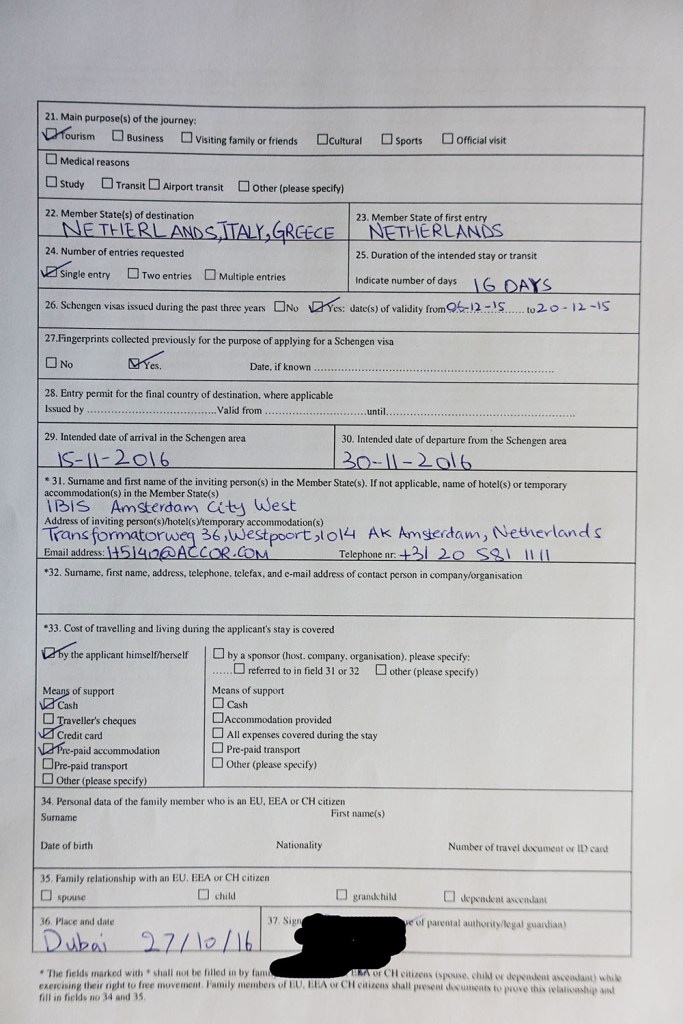 21. Main purpose(s) of the journey:
Tourism Business Visiting family or friends Cultural Sports Official visit
Medical reasons
Study Transit Airport transit Other (please specify)
22. Member State(s) of destination
NETHERLANDS, ITALY, GREECE
23. Member State of first entry
NETHERLANDS
24. Number of entries requested
Single entry Two entries Multiple entries
25. Duration of the intended stay or transit
Indicate number of days 16 DAYS
26. Schengen visas issued during the past three years No Yes: date(s) of validity from 06-12-15 ...... to 20-12-15
27.Fingerprints collected previously for the purpose of applying for a Schengen visa
No Yes. Date, if known ..............................................................
28. Entry permit for the final country of destination, where applicable
Issued by ..................................Valid from ...........................until.................................................
29. Intended date of arrival in the Schengen area
15-11-2016
30. Intended date of departure from the Schengen area
30-11-2016
* 31. Surname and first name of the inviting person(s) in the Member State(s). If not applicable, name of hotel(s) or temporary
accommodation(s) in the Member State(s)
IBIS Amsterdam City West
Address of inviting person(s)/hotel(s)/temporary accommodation(s)
Transformatorweg 36, Westpoort, 1014 AK Amsterdam, Netherlands
Email address: H5140@ACCOR.COM Telephone nr: +31 20 581 1111
*32. Surname, first name, address, telephone, telefax, and e-mail address of contact person in company/organisation
*33. Cost of travelling and living during the applicant's stay is covered
by the applicant himself/herself
Means of support
Cash
Traveller's cheques
Credit card
Pre-paid accommodation
Pre-paid transport
Other (please specify)
by a sponsor (host, company, organisation), please specify:
...... referred to in field 31 or 32 other (please specify)
Means of support
Cash
Accommodation provided
All expenses covered during the stay
Pre-paid transport
Other (please specify)
34. Personal data of the family member who is an EU, EEA or CH citizen
Surname First name(s)
Date of birth Nationality Number of travel document or ID card
35. Family relationship with an EU, EEA or CH citizen
spouse child grandchild dependent ascendant
36. Place and date
Dubai 27/10/16
37. Sign of parental authority/legal guardian)
* The fields marked with * shall not be filled in by fam or CH citizens (spouse, child or dependent ascendant) while
exercising their right to free movement. Family members of EU, EEA or CH citizens shall present documents to prove this relationship and
fill in fields no 34 and 35.